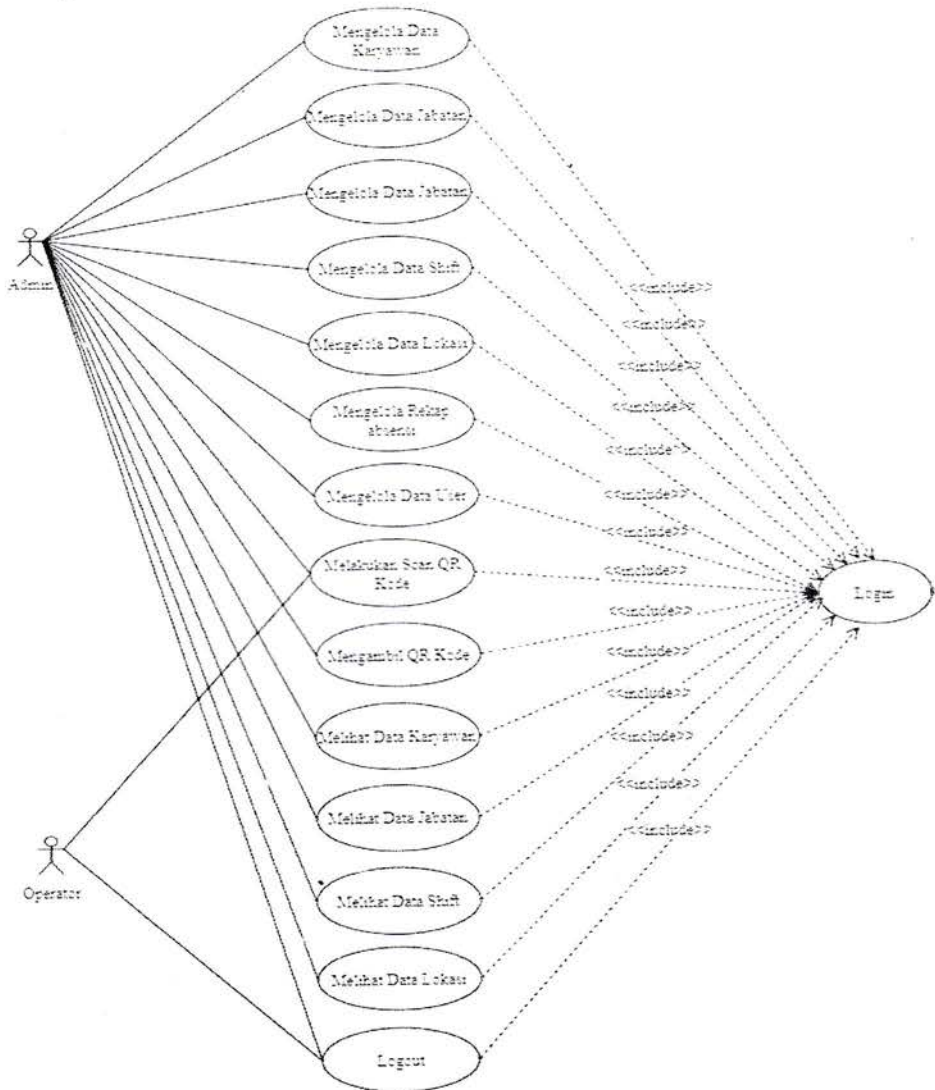 Mengelola Data
Karyawan
Mengelola Data Jabatan
Mengelola Data Jabatan
Admin
Mengelola Data Shift
<<include>>
<<include>>
Mengelola Data Lokasi
<<include>>
<<include>>
Mengelola Rekap
absensi
<<include>>
Mengelola Data User
<<include>>
<<include>>
Melakukan Scan QR
Kode
<<include>>
Login
<<include>>
Mengambil QR Kode
<<include>>
<<include>>
Melihat Data Karyawan
<<include>>
<<include>>
Melihat Data Jabatan
<<include>>
Operator
Melihat Data Shift
Melihat Data Lokasi
Logout